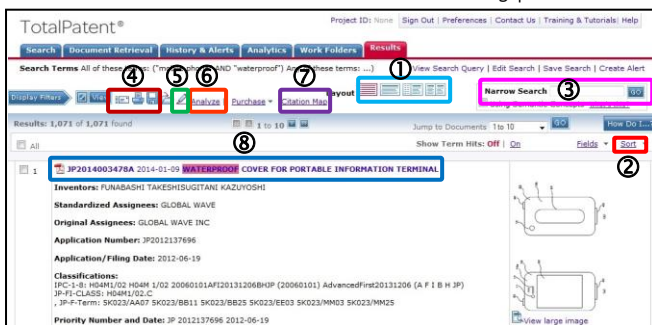 TotalPatent®
Project ID: None Sign Out | Preferences | Contact Us | Training & Tutorials| Help
Search Document Retrieval History & Alerts Analytics Work Folders Results
Search Terms All of these terms: AND "waterproof") these terms: ...) View Search Query | Edit Search | Save Search | Create Alert
④ ⑤ ⑥ ⑦ ① ③
Display Filters Analyze Purchase Citation Map Layout Narrow Search GO
Results: 1,071 of 1,071 found 1 to 10 Jump to Documents 1to 10 GO How Do I...
⑧ ②
All Show Term Hits: Off | On Fields Sort
1 JP2014003478A 2014-01-09 WATERPROOF COVER FOR PORTABLE INFORMATION TERMINAL
Inventors: FUNABASHI TAKESHISUGITANI KAZUYOSHI
Standardized Assignees: GLOBAL WAVE
Original Assignees: GLOBAL WAVE INC
Application Number: JP2012137696
Application/Filing Date: 2012-06-19
Classifications:
IPC-1-8: H04M1/02 H04M 1/02 20060101AFI20131206BHJP (20060101) AdvancedFirst20131206 (A F I B H JP)
JP-FI-CLASS: H04M1/02.C
, JP-F-Term: 5K023/AA07 5K023/BB11 5K023/BB25 5K023/EE03 5K023/MM03 5K023/MM25
Priority Number and Date: JP 2012137696 2012-06-19
View large image